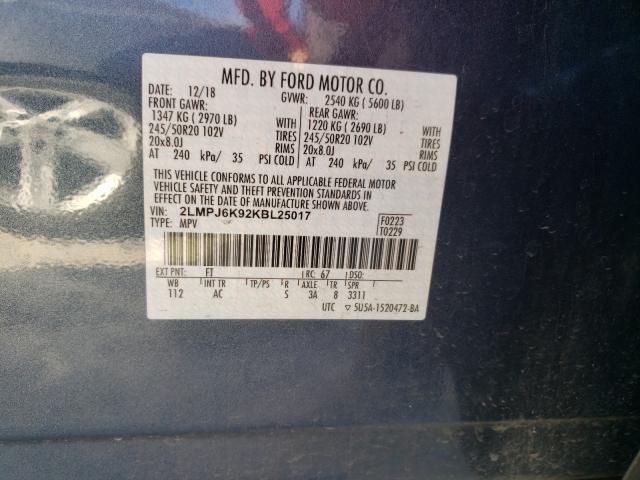 MFD. BY FORD MOTOR CO.
DATE: 12/18 GVWR: 2540 KG ( 5600 LB)
FRONT GAWR: REAR GAWR:
1347 KG ( 2970 LB) WITH 1220 KG ( 2690 LB) WITH
245/50R20 102V TIRES 245/50R20 102V TIRES
20x8.0J RIMS 20x8.0J RIMS
AT 240 kPa/ 35 PSI COLD AT 240 kPa/ 35 PSI COLD
THIS VEHICLE CONFORMS TO ALL APPLICABLE FEDERAL MOTOR
VEHICLE SAFETY AND THEFT PREVENTION STANDARDS IN
EFFECT ON THE DATE OF MANUFACTURE SHOWN ABOVE.
VIN: 2LMPJ6K92KBL25017 F0223
TYPE: MPV T0229
EXT PNT: FT RC: 67 DSO:
WB INT TR TP/PS R AXLE TR SPR
112 AC S 3A 8 3311
UTC ▽ 5U5A-1520472-BA